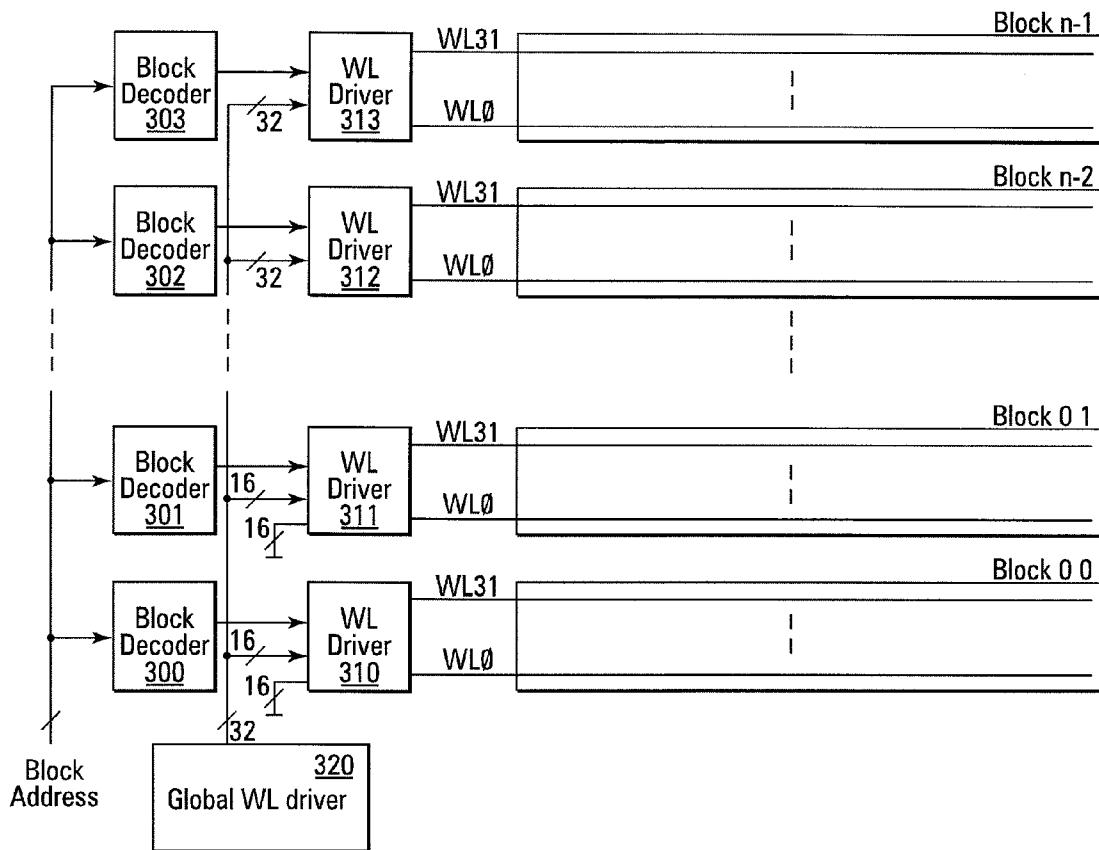 Block n-1
WL31
Block
Decoder
303
WL
Driver
313
32
WLØ
Block n-2
WL31
Block
Decoder
302
WL
Driver
312
32
WLØ
Block 0 1
WL31
Block
Decoder
301
WL
Driver
311
16
16
WLØ
Block 0 0
WL31
Block
Decoder
300
WL
Driver
310
16
16
WLØ
32
Block
Address
320
Global WL driver